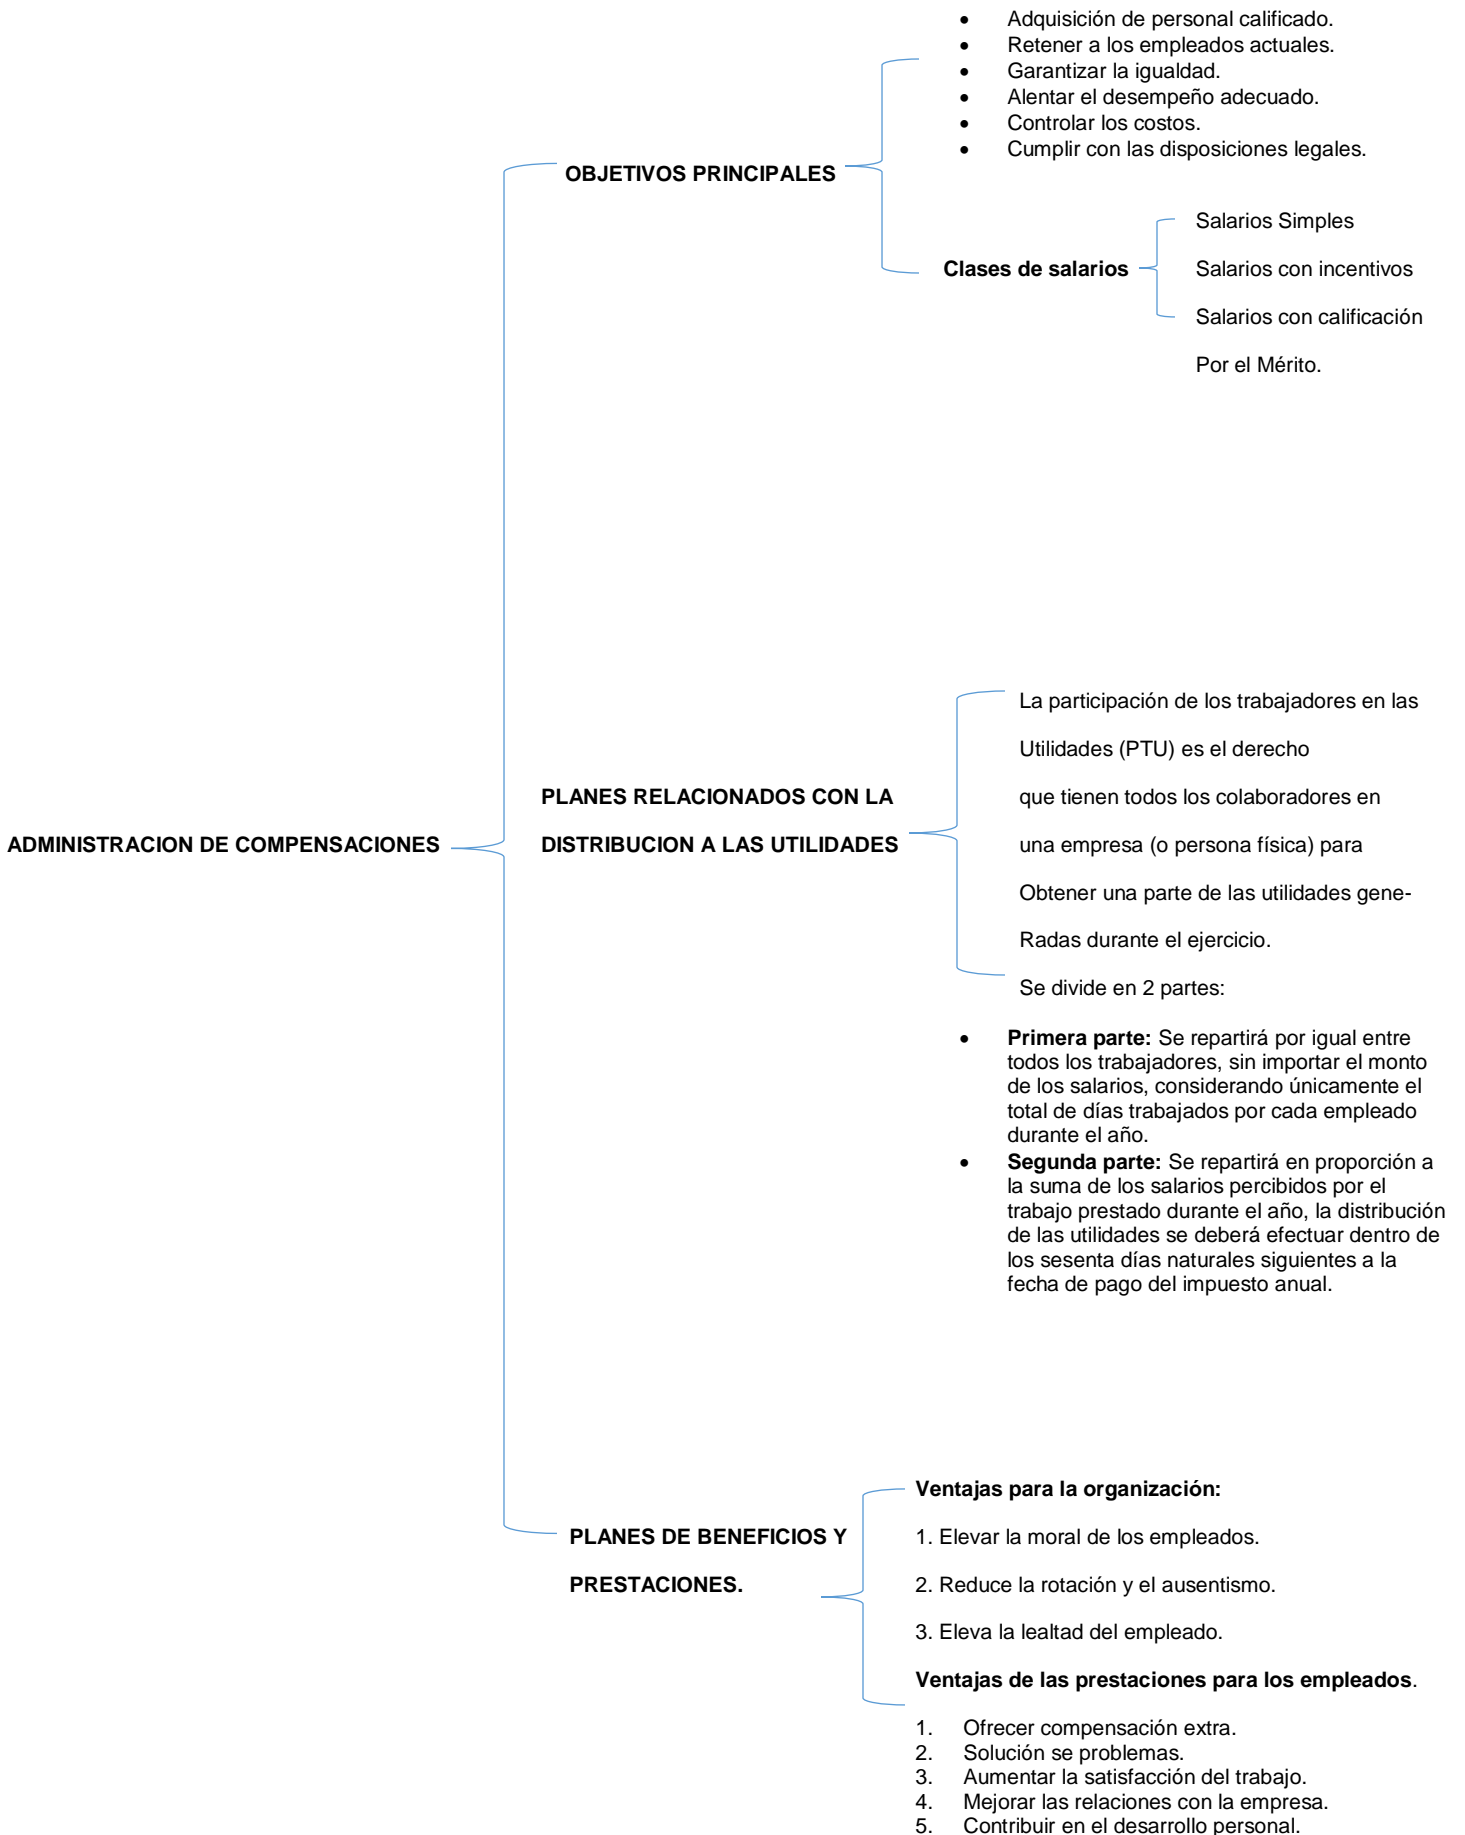 • Adquisición de personal calificado.
• Retener a los empleados actuales.
• Garantizar la igualdad.
• Alentar el desempeño adecuado.
• Controlar los costos.
• Cumplir con las disposiciones legales.
OBJETIVOS PRINCIPALES
Salarios Simples
Clases de salarios
Salarios con incentivos
Salarios con calificación
Por el Mérito.
La participación de los trabajadores en las
Utilidades (PTU) es el derecho
PLANES RELACIONADOS CON LA
que tienen todos los colaboradores en
ADMINISTRACION DE COMPENSACIONES
DISTRIBUCION A LAS UTILIDADES
una empresa (o persona física) para
Obtener una parte de las utilidades gene-
Radas durante el ejercicio.
Se divide en 2 partes:
• Primera parte: Se repartirá por igual entre
todos los trabajadores, sin importar el monto
de los salarios, considerando únicamente el
total de días trabajados por cada empleado
durante el año.
• Segunda parte: Se repartirá en proporción a
la suma de los salarios percibidos por el
trabajo prestado durante el año, la distribución
de las utilidades se deberá efectuar dentro de
los sesenta días naturales siguientes a la
fecha de pago del impuesto anual.
Ventajas para la organización:
PLANES DE BENEFICIOS Y
1. Elevar la moral de los empleados.
PRESTACIONES.
2. Reduce la rotación y el ausentismo.
3. Eleva la lealtad del empleado.
Ventajas de las prestaciones para los empleados.
1. Ofrecer compensación extra.
2. Solución se problemas.
3. Aumentar la satisfacción del trabajo.
4. Mejorar las relaciones con la empresa.
5. Contribuir en el desarrollo personal.